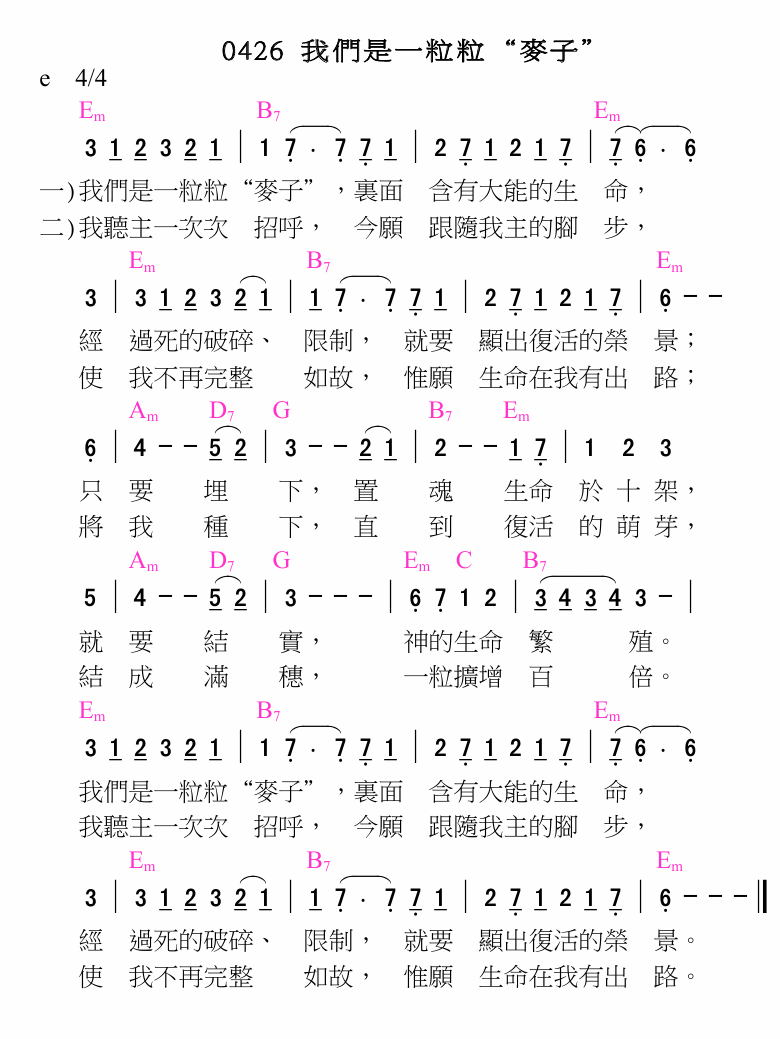 0426 我們是一粒粒“麥子”
e 4/4
Em B7 Em
3 1 2 3 2 1 | 1 7 . 7 7 1 | 2 7 1 2 1 7 | 7 6 . 6
一)我們是一粒粒“麥子”，裏面 含有大能的生 命，
二)我聽主一次次 招呼， 今願 跟隨我主的腳 步，
Em B7 Em
3 | 3 1 2 3 2 1 | 1 7 . 7 7 1 | 2 7 1 2 1 7 | 6 - -
經 過死的破碎、 限制， 就要 顯出復活的榮 景；
使 我不再完整 如故， 惟願 生命在我有出 路；
Am D7 G B7 Em
6 | 4 - - 5 2 | 3 - - 2 1 | 2 - - 1 7 | 1 2 3
只 要 埋 下， 置 魂 生命 於 十 架，
將 我 種 下， 直 到 復活 的 萌 芽，
Am D7 G Em C B7
5 | 4 - - 5 2 | 3 - - - | 6 7 1 2 | 3 4 3 4 3 - |
就 要 結 實， 神的生命 繁 殖。
結 成 滿 穗， 一粒擴增 百 倍。
Em B7 Em
3 1 2 3 2 1 | 1 7 . 7 7 1 | 2 7 1 2 1 7 | 7 6 . 6
我們是一粒粒“麥子”，裏面 含有大能的生 命，
我聽主一次次 招呼， 今願 跟隨我主的腳 步，
Em B7 Em
3 | 3 1 2 3 2 1 | 1 7 . 7 7 1 | 2 7 1 2 1 7 | 6 - - - ‖
經 過死的破碎、 限制， 就要 顯出復活的榮 景。
使 我不再完整 如故， 惟願 生命在我有出 路。